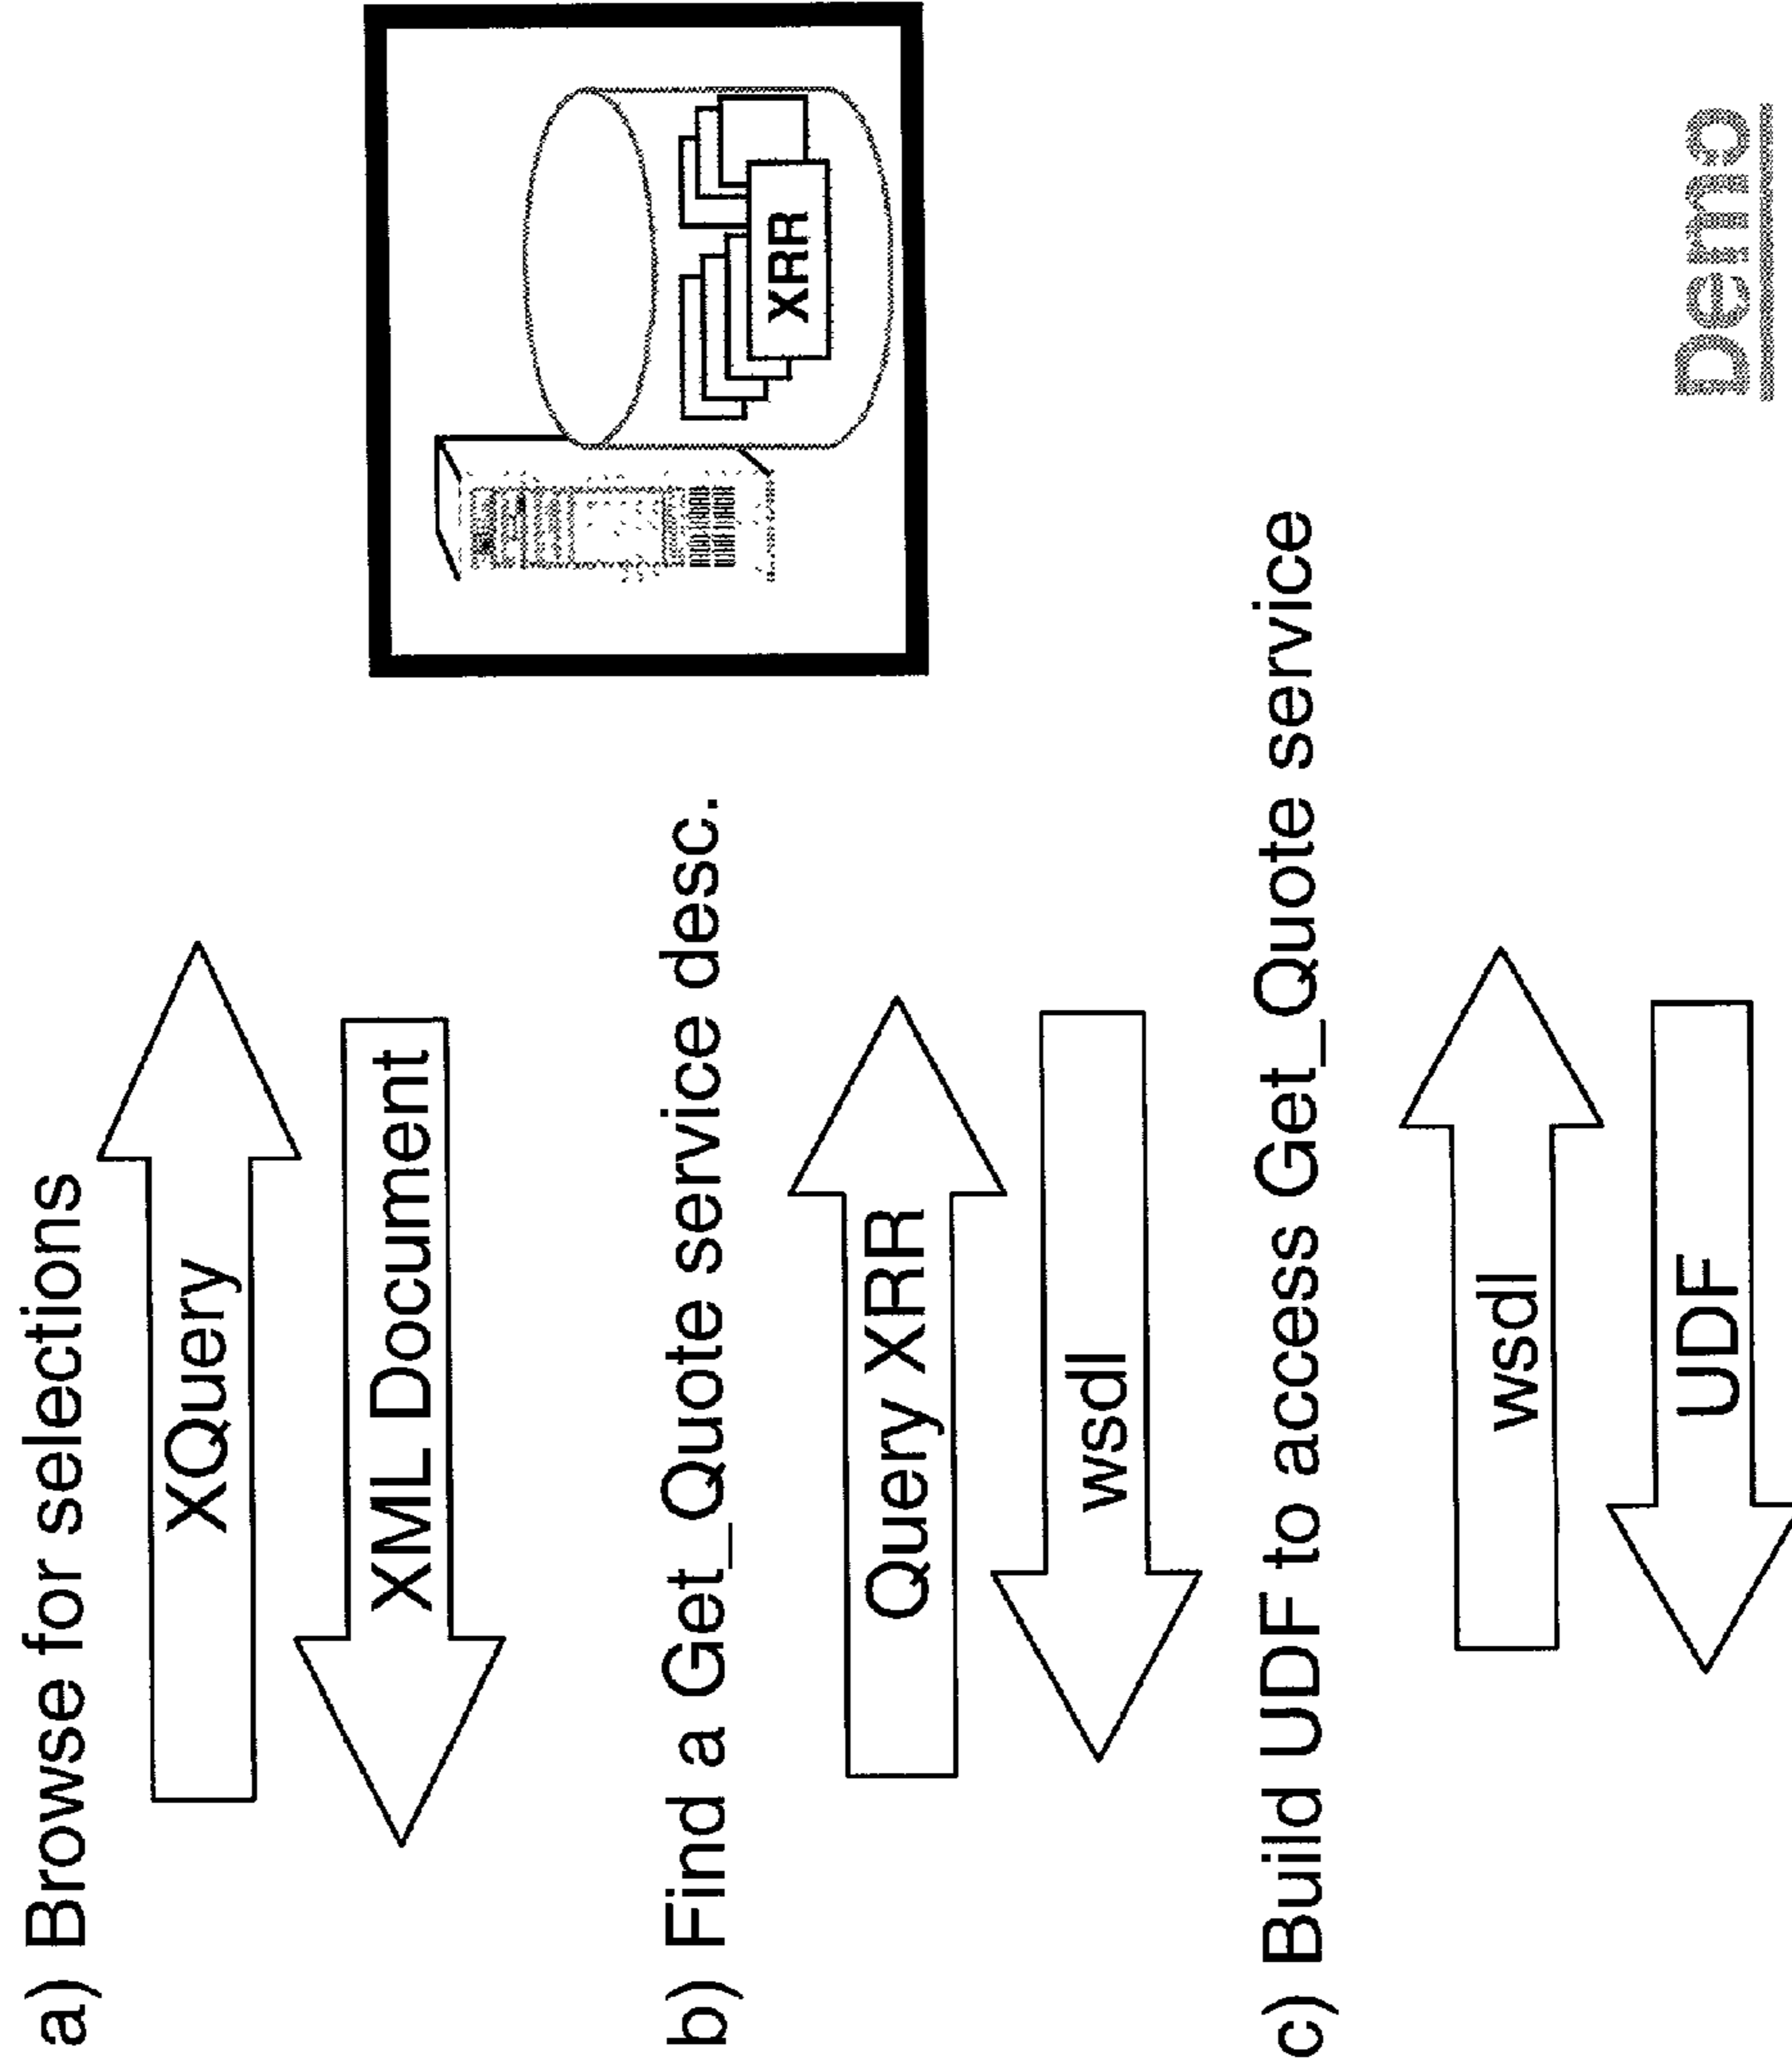 a) Browse for selections
XQuery
XML Document
b) Find a Get_Quote service desc.
Query XRR
wsdl
XRR
c) Build UDF to access Get_Quote service
wsdl
UDF
Demo